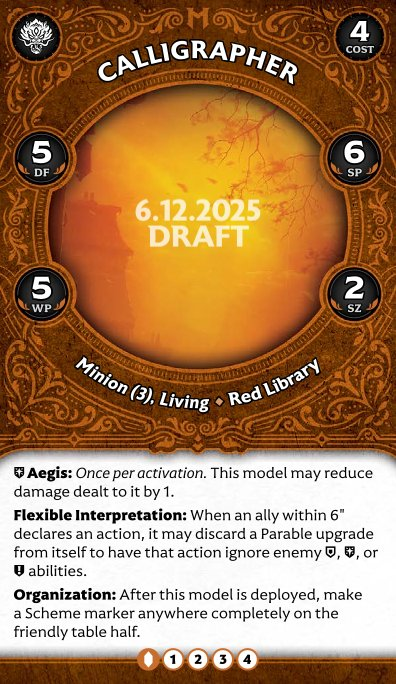 4
COST
CALLIGRAPHER
5
DF
6
SP
6.12.2025
DRAFT
5
WP
2
SZ
Minion (3), Living ◆ Red Library
Aegis: Once per activation. This model may reduce
damage dealt to it by 1.
Flexible Interpretation: When an ally within 6"
declares an action, it may discard a Parable upgrade
from itself to have that action ignore enemy , , or
abilities.
Organization: After this model is deployed, make
a Scheme marker anywhere completely on the
friendly table half.
1 2 3 4